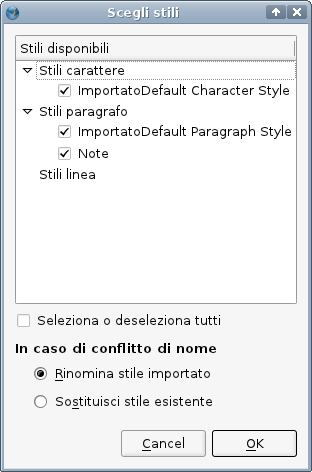 Scegli stili
Stili disponibili
Stili carattere
ImportatoDefault Character Style
Stili paragrafo
ImportatoDefault Paragraph Style
Note
Stili linea
Seleziona o deseleziona tutti
In caso di conflitto di nome
Rinomina stile importato
Sostituisci stile esistente
Cancel
OK